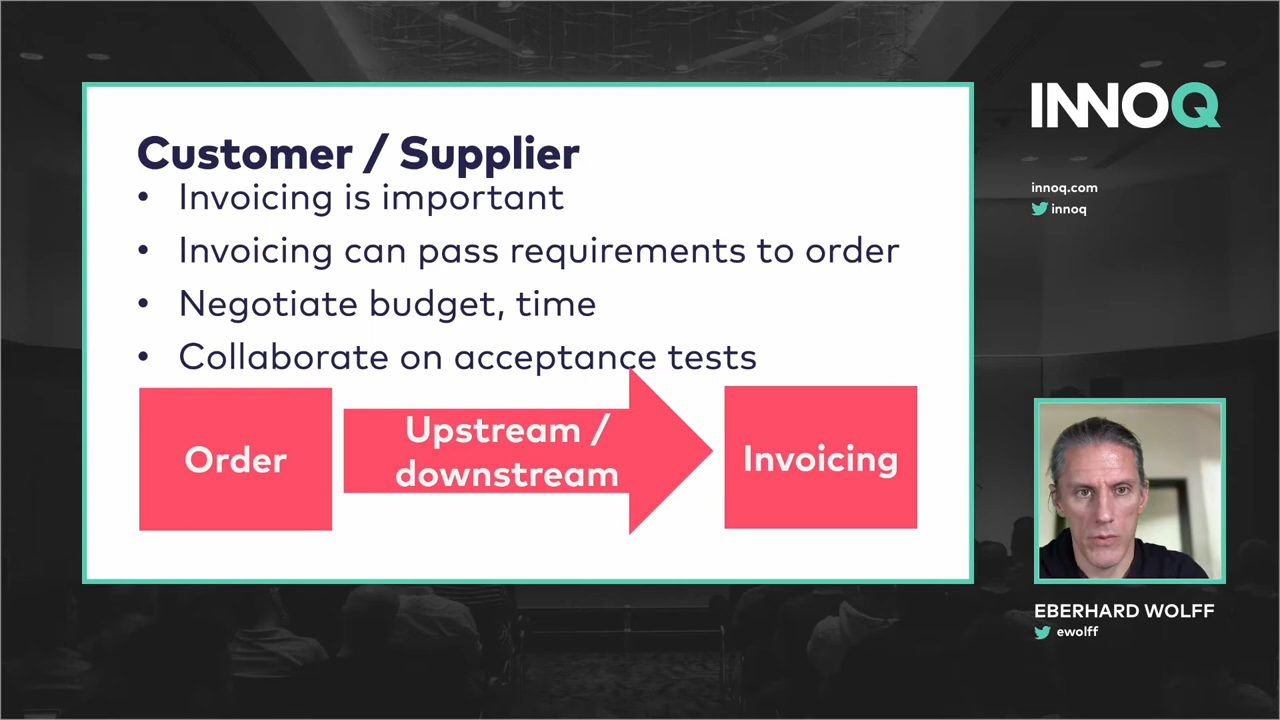 Customer / Supplier
• Invoicing is important
• Invoicing can pass requirements to order
• Negotiate budget, time
• Collaborate on acceptance tests
Order
Upstream /
downstream
Invoicing
INNOQ
innoq.com
innoq
EBERHARD WOLFF
ewolff